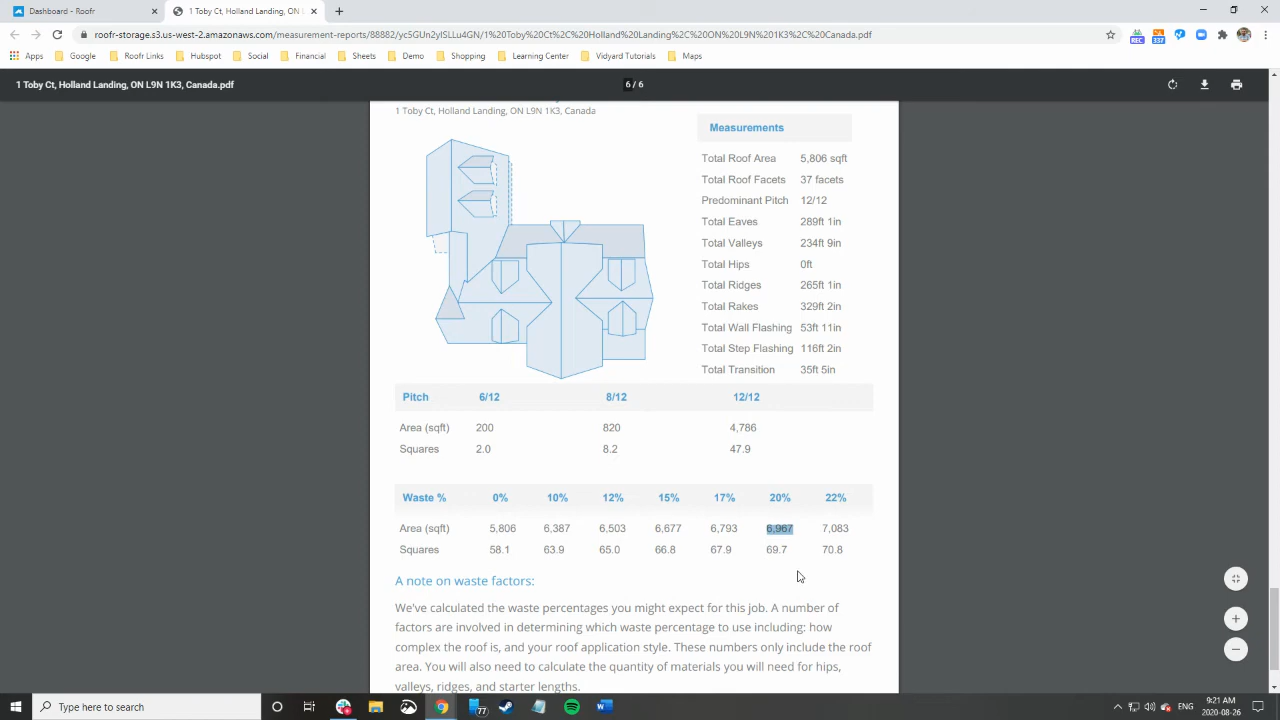 Dashboard - Roofr
1 Toby Ct, Holland Landing, ON L
roofr-storage.s3.us-west-2.amazonaws.com/measurement-reports/88882/yc5GUn2yISLLu4GN/1%20Toby%20Ct%2C%20Holland%20Landing%2C%20ON%20L9N%201K3%2C%20Canada.pdf
REC
337
Apps
Google
Roofr Links
Hubspot
Social
Financial
Sheets
Demo
Shopping
Learning Center
Vidyard Tutorials
Maps
1 Toby Ct, Holland Landing, ON L9N 1K3, Canada.pdf
6 / 6
1 Toby Ct, Holland Landing, ON L9N 1K3, Canada
Measurements
Total Roof Area 5,806 sqft
Total Roof Facets 37 facets
Predominant Pitch 12/12
Total Eaves 289ft 1in
Total Valleys 234ft 9in
Total Hips 0ft
Total Ridges 265ft 1in
Total Rakes 329ft 2in
Total Wall Flashing 53ft 11in
Total Step Flashing 116ft 2in
Total Transition 35ft 5in
Pitch 6/12 8/12 12/12
Area (sqft) 200 820 4,786
Squares 2.0 8.2 47.9
Waste % 0% 10% 12% 15% 17% 20% 22%
Area (sqft) 5,806 6,387 6,503 6,677 6,793 6,967 7,083
Squares 58.1 63.9 65.0 66.8 67.9 69.7 70.8
A note on waste factors:
We've calculated the waste percentages you might expect for this job. A number of
factors are involved in determining which waste percentage to use including: how
complex the roof is, and your roof application style. These numbers only include the roof
area. You will also need to calculate the quantity of materials you will need for hips,
valleys, ridges, and starter lengths.
Type here to search
77
9:21 AM
2020-08-26